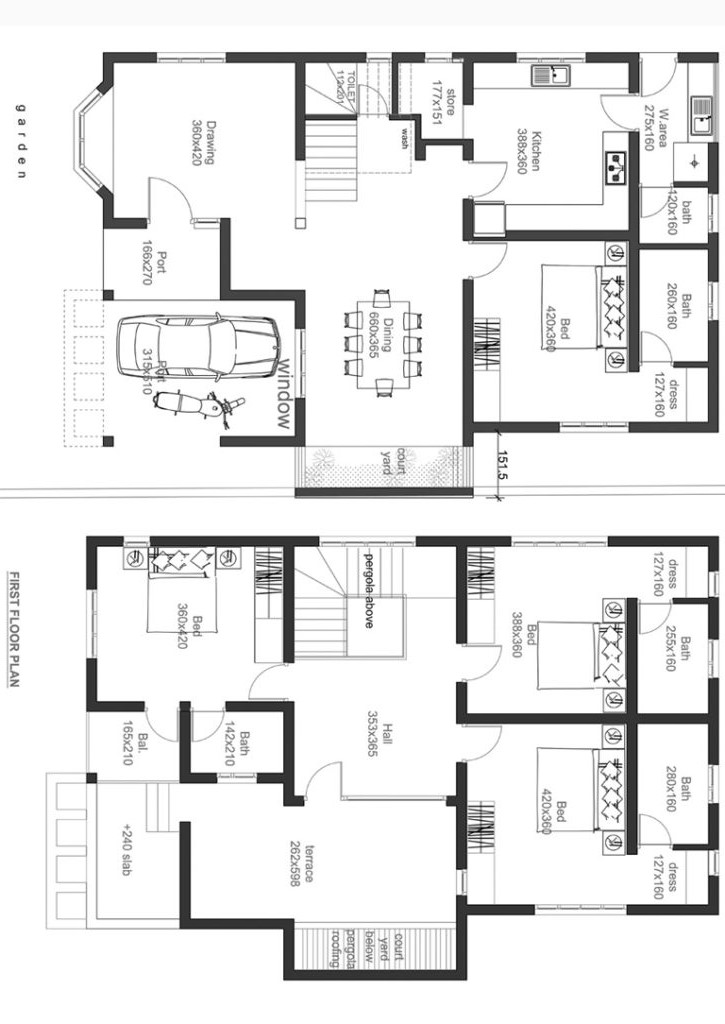 garden
Drawing
360x420
TOILET
112x201
wash
store
177x151
Kitchen
388x360
W.area
275x160
bath
120x160
Port
166x270
315x510
window
Dining
660x365
Bed
420x360
Bath
260x160
dress
127x160
court
yard
151.5
FIRST FLOOR PLAN
Bed
360x420
pergola above
Bed
388x360
dress
127x160
Bath
255x160
Bal.
165x210
Bath
142x210
Hall
353x365
Bed
420x360
Bath
280x160
dress
127x160
+240 slab
terrace
262x598
court
yard
below
pergola
roofing